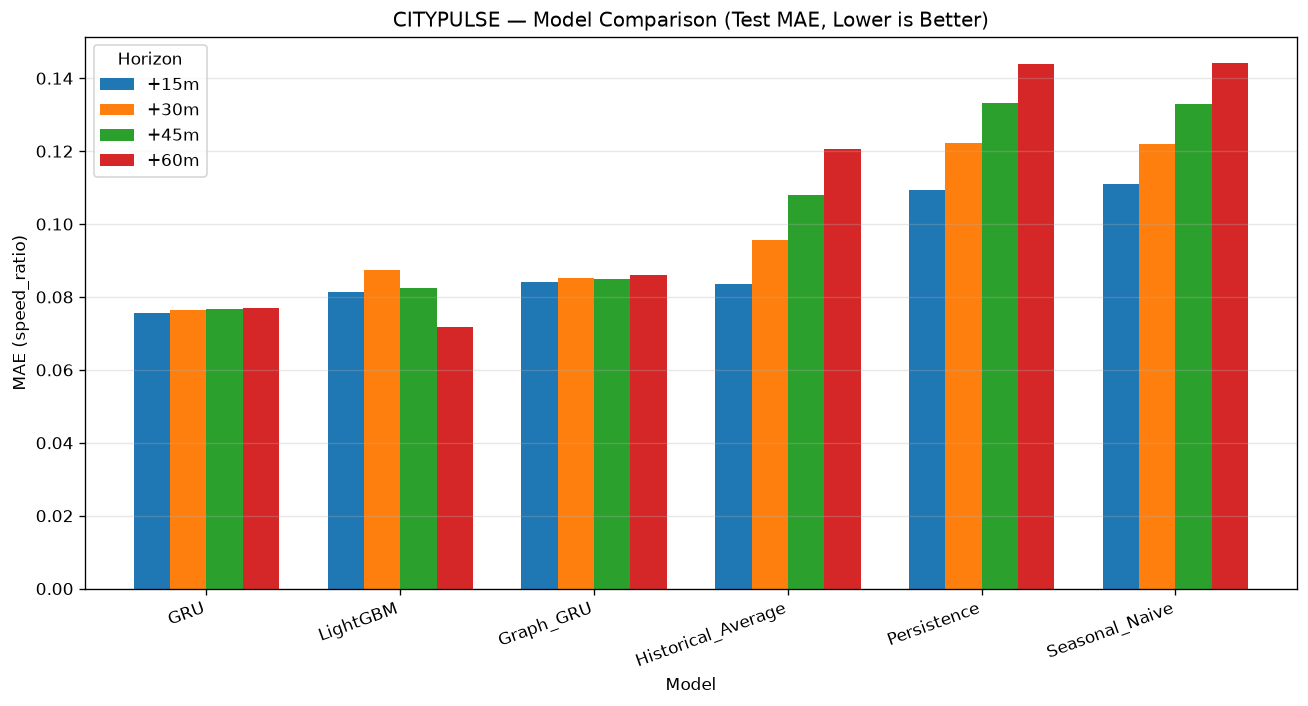 CITYPULSE — Model Comparison (Test MAE, Lower is Better)
Horizon
+15m
+30m
+45m
+60m
MAE (speed_ratio)
0.14
0.12
0.10
0.08
0.06
0.04
0.02
0.00
GRU
LightGBM
Graph_GRU
Historical_Average
Persistence
Seasonal_Naive
Model